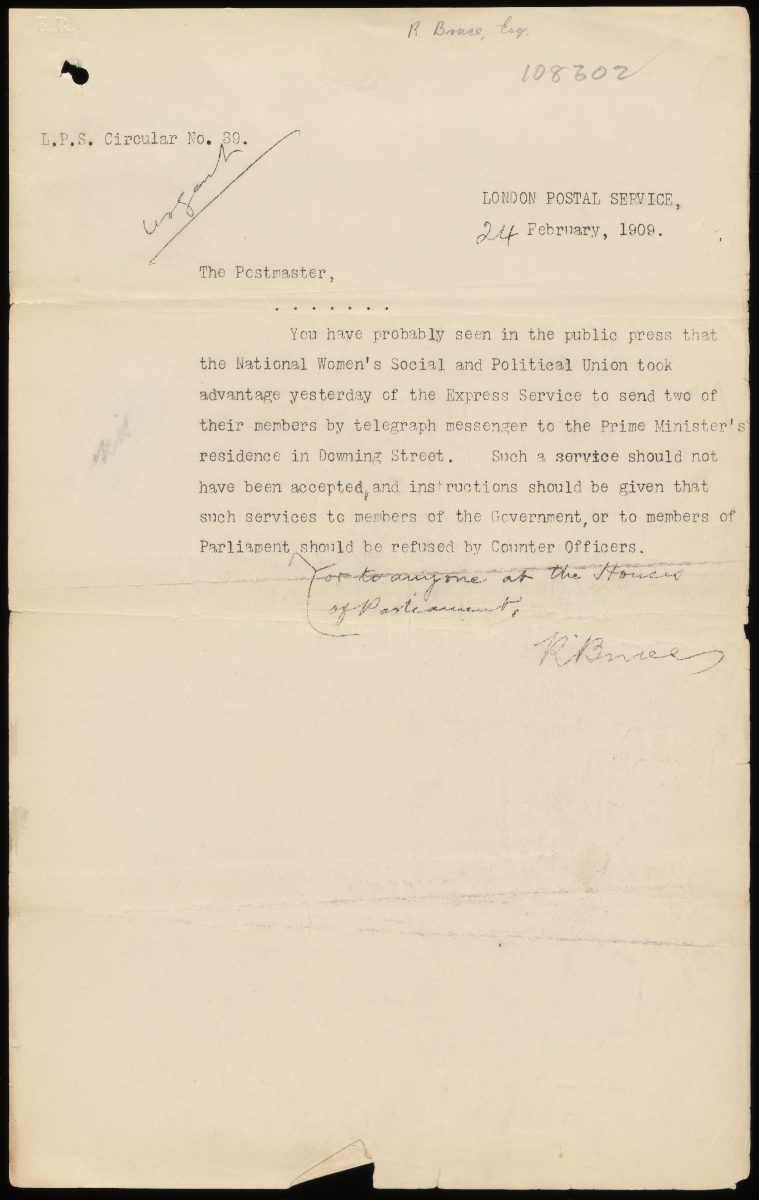 E.R.
R. Bruce, Esq.
108302
L.P.S. Circular No. 39.
urgent
LONDON POSTAL SERVICE,
24 February, 1909.
The Postmaster,
. . . . . . .
You have probably seen in the public press that
the National Women's Social and Political Union took
advantage yesterday of the Express Service to send two of
their members by telegraph messenger to the Prime Minister's
residence in Downing Street. Such a service should not
have been accepted, and instructions should be given that
such services to members of the Government, or to members of
Parliament should be refused by Counter Officers.
or to anyone at the Houses
of Parliament.
R Bruce